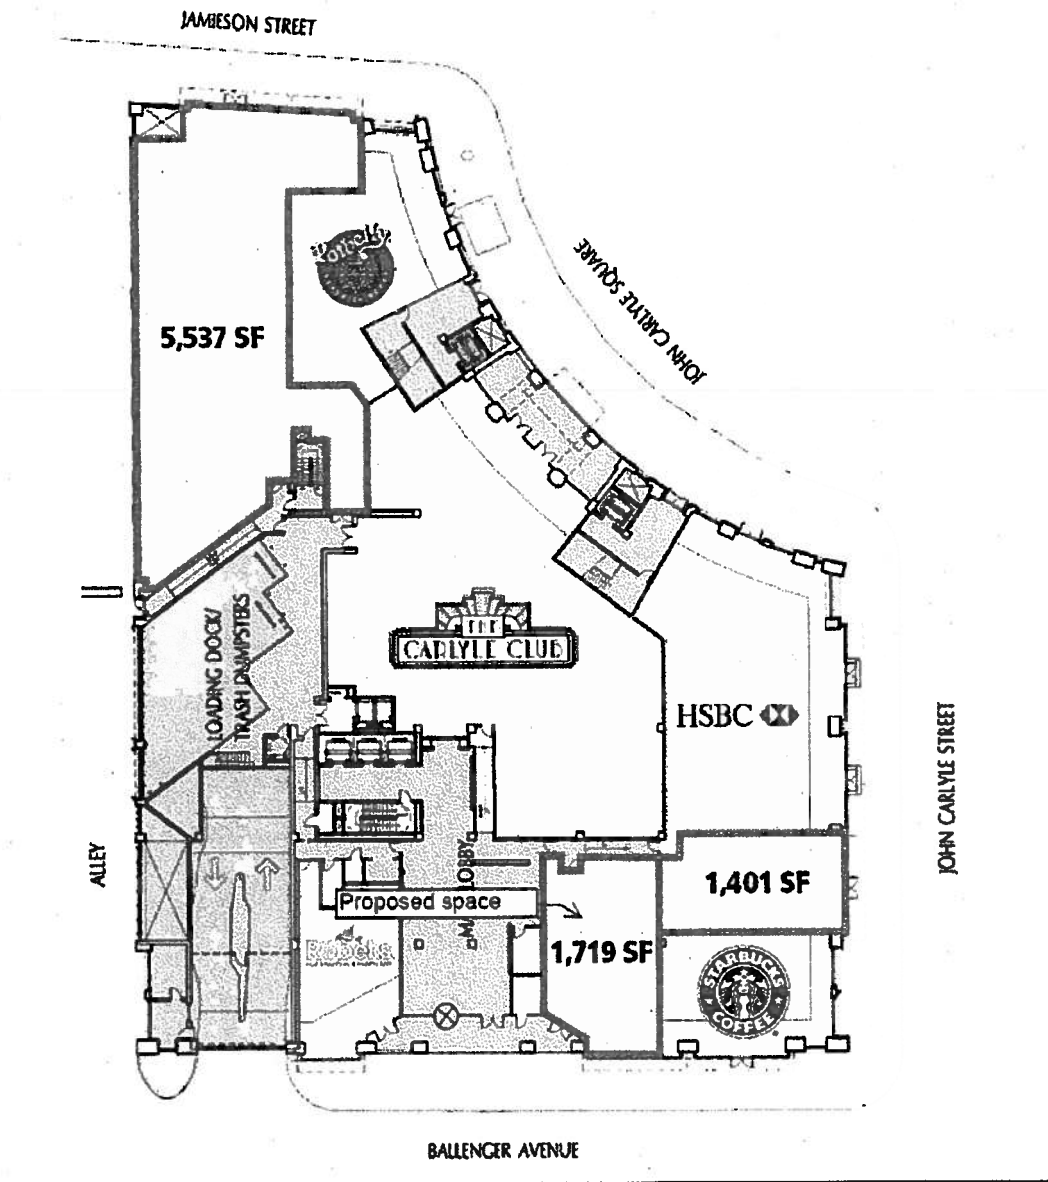 JAMIESON STREET
JOHN CARLYLE SQUARE
Potbelly
5,537 SF
LOADING DOCK/
TRASH DUMPSTERS
THE
CARLYLE CLUB
HSBC
JOHN CARLYLE STREET
ALLEY
LOBBY
1,401 SF
Proposed space
1,719 SF
STARBUCKS
COFFEE
BALLENGER AVENUE